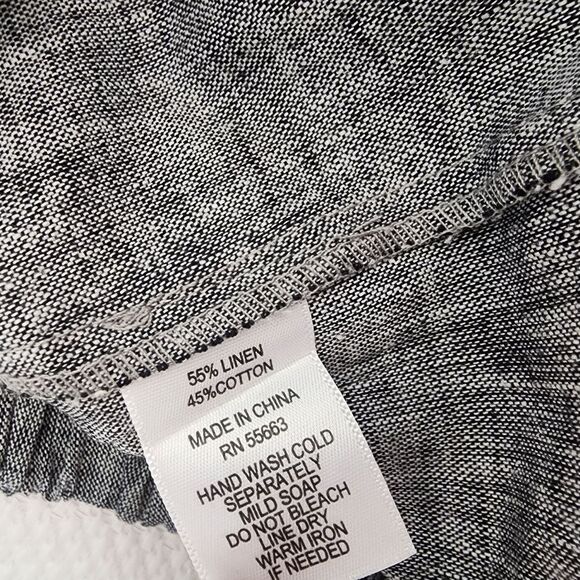 55% LINEN
45%COTTON
MADE IN CHINA
RN 55663
HAND WASH COLD
SEPARATELY
MILD SOAP
DO NOT BLEACH
LINE DRY
WARM IRON
IF NEEDED